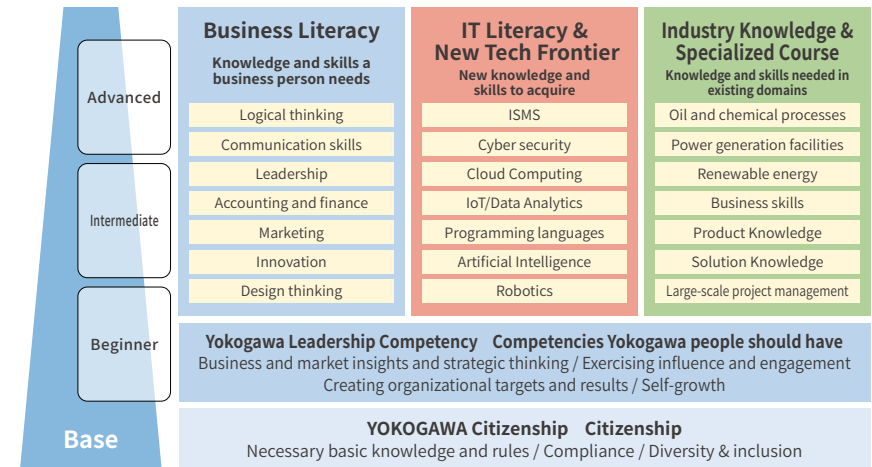 Advanced
Intermediate
Beginner
Base
Business Literacy
Knowledge and skills a
business person needs
Logical thinking
Communication skills
Leadership
Accounting and finance
Marketing
Innovation
Design thinking
IT Literacy &
New Tech Frontier
New knowledge and
skills to acquire
ISMS
Cyber security
Cloud Computing
IoT/Data Analytics
Programming languages
Artificial Intelligence
Robotics
Industry Knowledge &
Specialized Course
Knowledge and skills needed in
existing domains
Oil and chemical processes
Power generation facilities
Renewable energy
Business skills
Product Knowledge
Solution Knowledge
Large-scale project management
Yokogawa Leadership Competency Competencies Yokogawa people should have
Business and market insights and strategic thinking / Exercising influence and engagement
Creating organizational targets and results / Self-growth
YOKOGAWA Citizenship Citizenship
Necessary basic knowledge and rules / Compliance / Diversity & inclusion